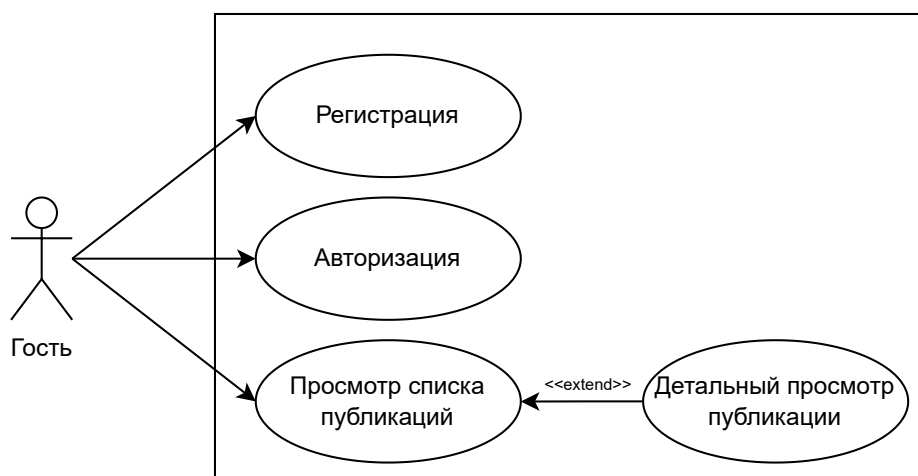 Регистрация
Авторизация
Гость
Просмотр списка
публикаций
<<extend>>
Детальный просмотр
публикации